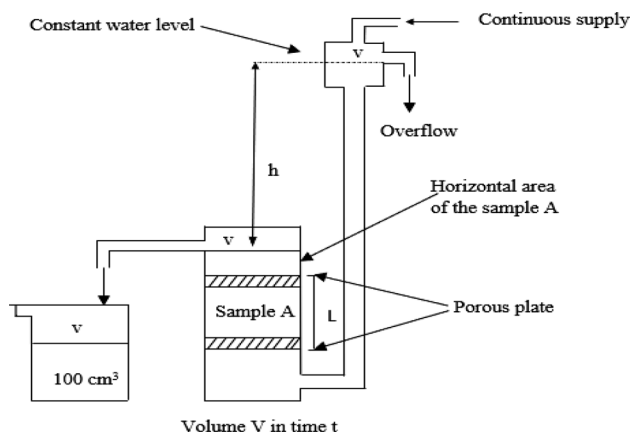 Continuous supply
Constant water level
v
Overflow
h
Horizontal area
of the sample A
v
Sample A
L
Porous plate
v
100 cm³
Volume V in time t